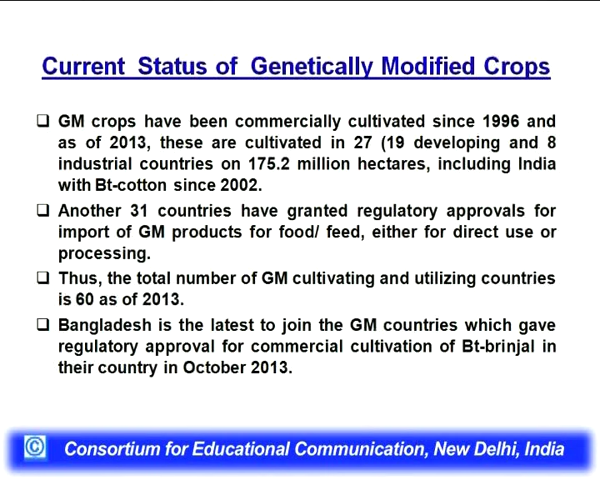 Current Status of Genetically Modified Crops
❑ GM crops have been commercially cultivated since 1996 and
as of 2013, these are cultivated in 27 (19 developing and 8
industrial countries on 175.2 million hectares, including India
with Bt-cotton since 2002.
❑ Another 31 countries have granted regulatory approvals for
import of GM products for food/ feed, either for direct use or
processing.
❑ Thus, the total number of GM cultivating and utilizing countries
is 60 as of 2013.
❑ Bangladesh is the latest to join the GM countries which gave
regulatory approval for commercial cultivation of Bt-brinjal in
their country in October 2013.
© Consortium for Educational Communication, New Delhi, India